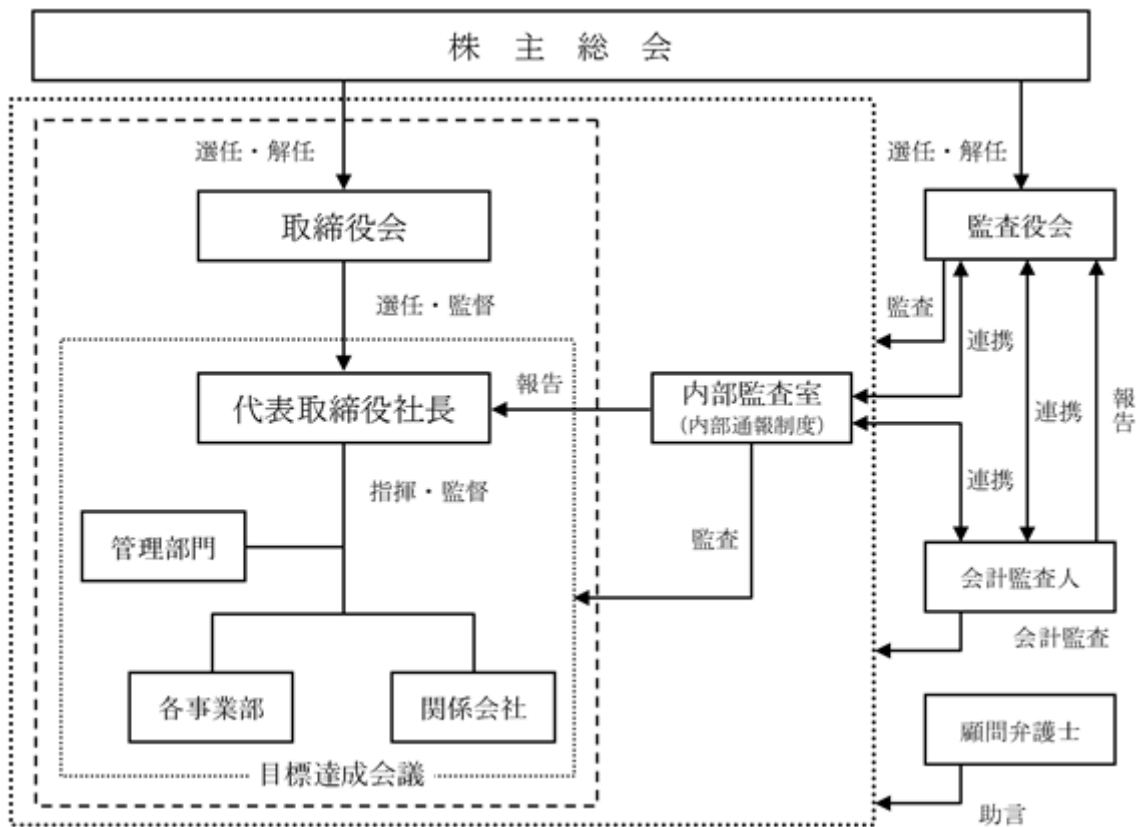 株主総会
選任・解任
選任・解任
取締役会
監査役会
選任・監督
監査
連携
代表取締役社長
報告
内部監査室
(内部通報制度)
連携
報告
指揮・監督
連携
監査
管理部門
会計監査人
会計監査
各事業部
関係会社
顧問弁護士
目標達成会議
助言